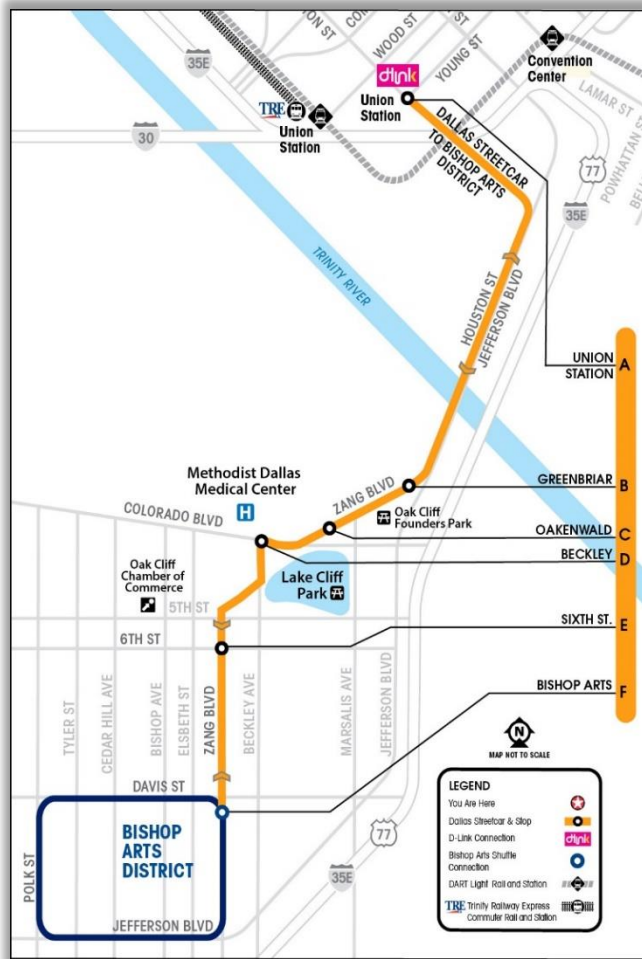 WOOD ST
YOUNG ST
35E
dlink
Convention
Center
LAMAR ST
POWHATTAN ST
TRE
Union
Station
Union
Station
30
77
35E
DALLAS STREETCAR
TO BISHOP ARTS
DISTRICT
TRINITY RIVER
HOUSTON ST
JEFFERSON BLVD
UNION
STATION
A
Methodist Dallas
Medical Center
H
ZANG BLVD
GREENBRIAR
B
COLORADO BLVD
Oak Cliff
Founders Park
OAKENWALD
C
BECKLEY
D
Oak Cliff
Chamber of
Commerce
Lake Cliff
Park
5TH ST
6TH ST
SIXTH ST.
E
TYLER ST
CEDAR HILL AVE
BISHOP AVE
ELSBETH ST
ZANG BLVD
BECKLEY AVE
MARSALIS AVE
JEFFERSON BLVD
BISHOP ARTS
F
N
MAP NOT TO SCALE
DAVIS ST
BISHOP
ARTS
DISTRICT
POLK ST
JEFFERSON BLVD
77
35E
LEGEND
You Are Here
Dallas Streetcar & Stop
D-Link Connection
dlink
Bishop Arts Shuttle
Connection
DART Light Rail and Station
TRE Trinity Railway Express
Commuter Rail and Station